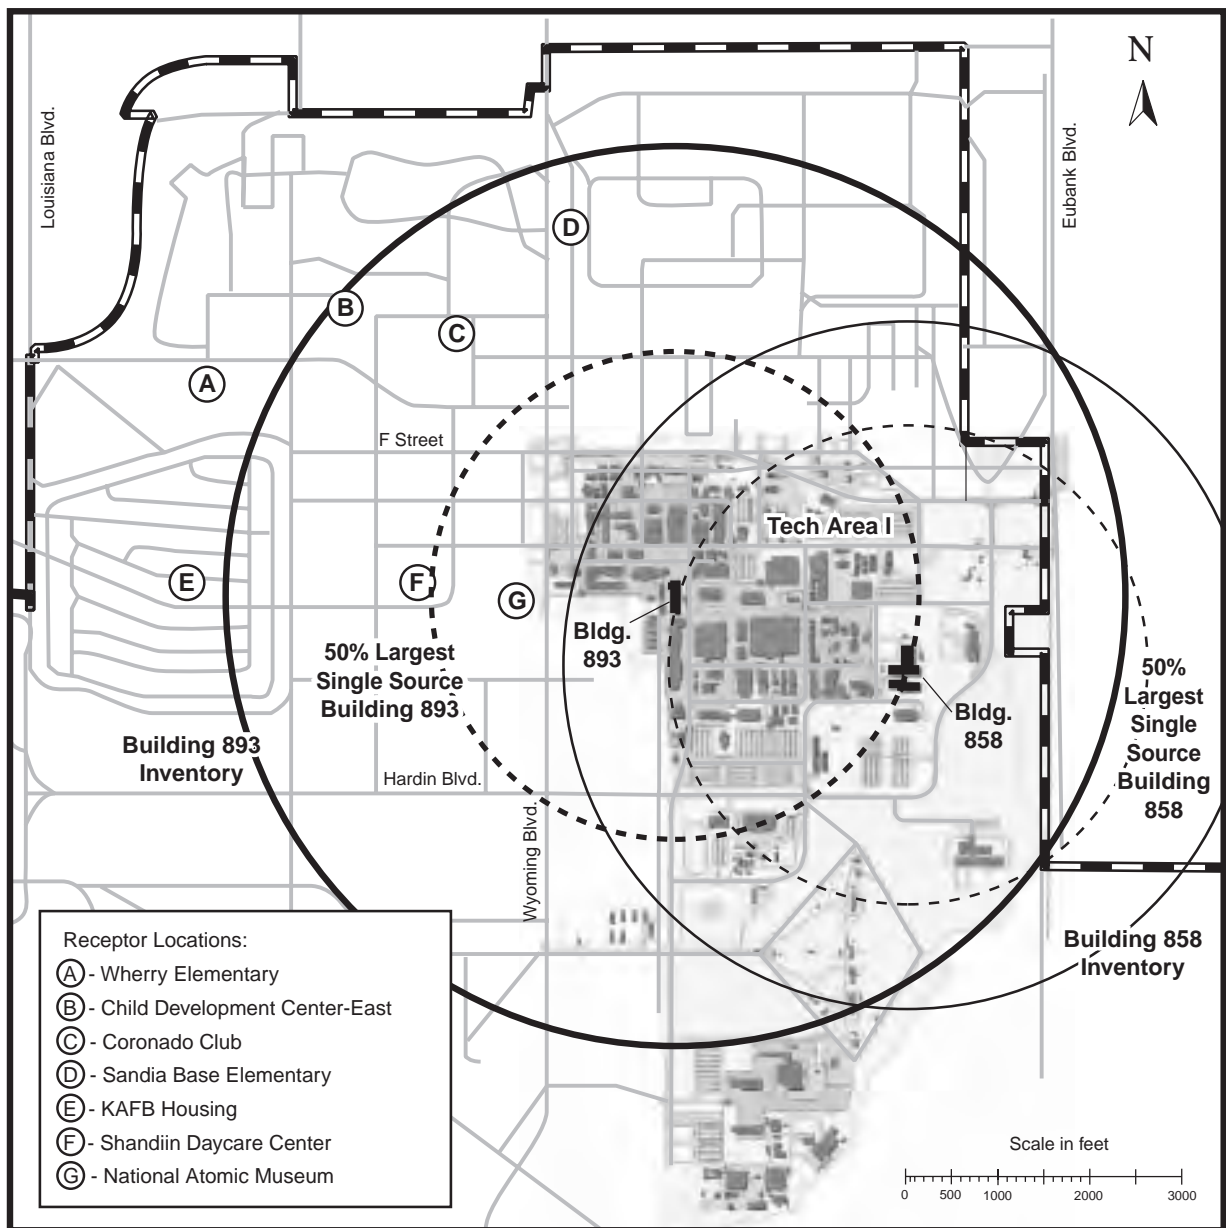 N
Louisiana Blvd.
Eubank Blvd.
D
B
C
A
F Street
Tech Area I
E
F
G
Bldg.
893
50% Largest
Single Source
Building 893
Bldg.
858
50%
Largest
Single
Source
Building
858
Building 893
Inventory
Hardin Blvd.
Wyoming Blvd.
Building 858
Inventory
Receptor Locations:
A - Wherry Elementary
B - Child Development Center-East
C - Coronado Club
D - Sandia Base Elementary
E - KAFB Housing
F - Shandiin Daycare Center
G - National Atomic Museum
Scale in feet
0 500 1000 2000 3000